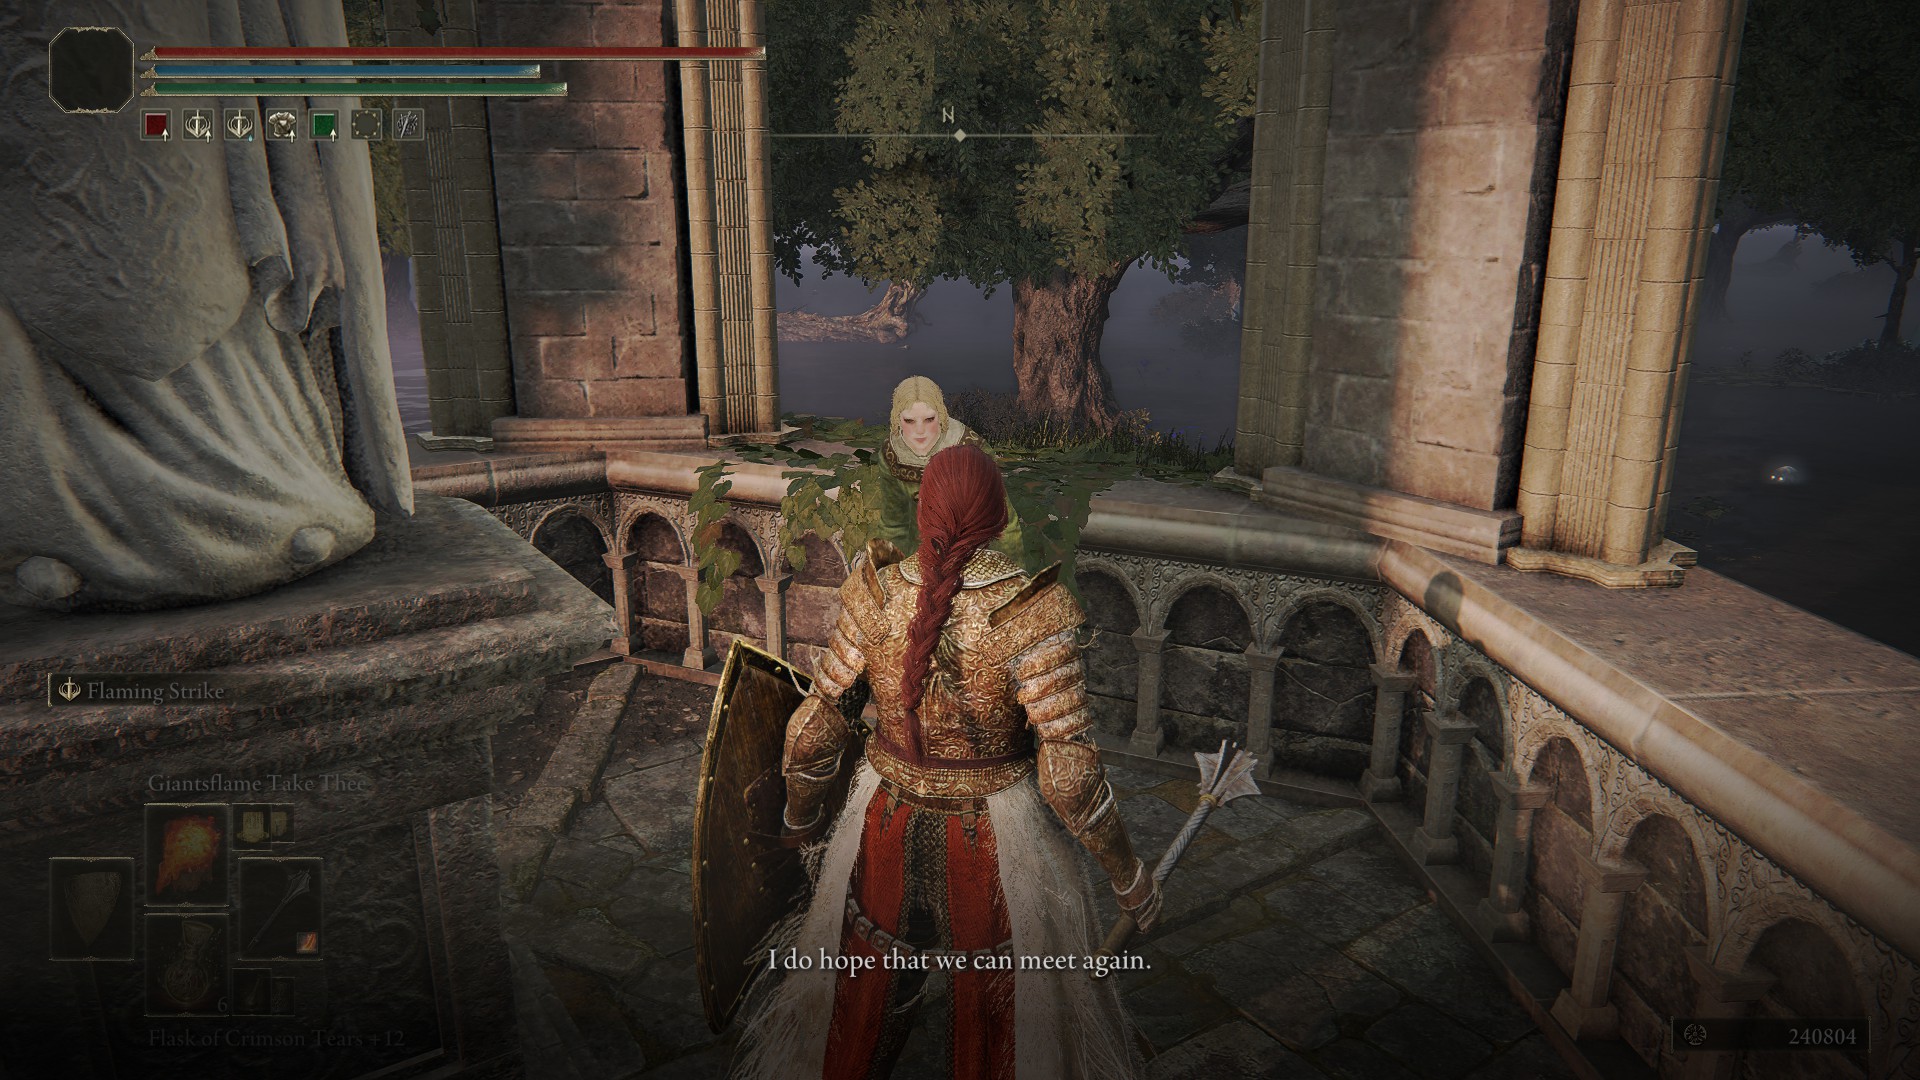 N
Flaming Strike
Giantsflame Take Thee
6
Flask of Crimson Tears +12
I do hope that we can meet again.
240804